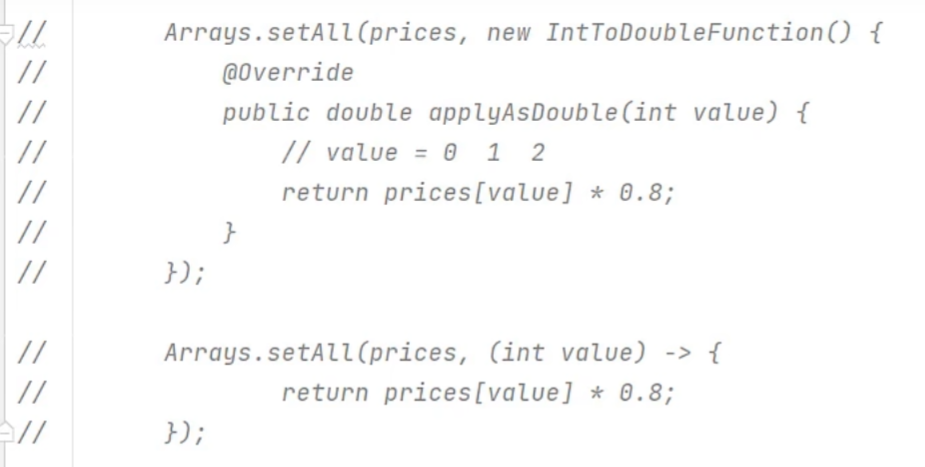 //        Arrays.setAll(prices, new IntToDoubleFunction() {
//            @Override
//            public double applyAsDouble(int value) {
//                // value = 0  1  2
//                return prices[value] * 0.8;
//            }
//        });
//        Arrays.setAll(prices, (int value) -> {
//                return prices[value] * 0.8;
//        });